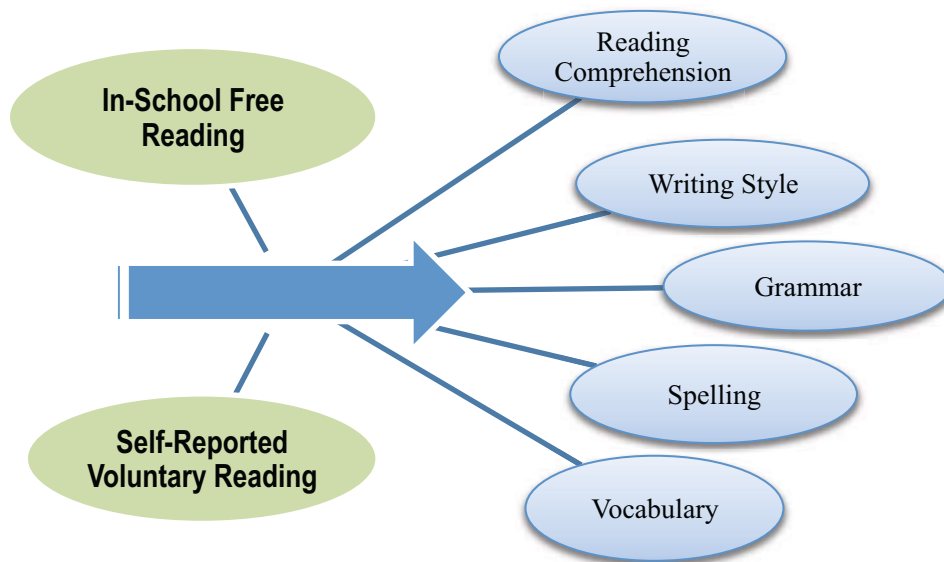 In-School Free
Reading
Self-Reported
Voluntary Reading
Reading
Comprehension
Writing Style
Grammar
Spelling
Vocabulary